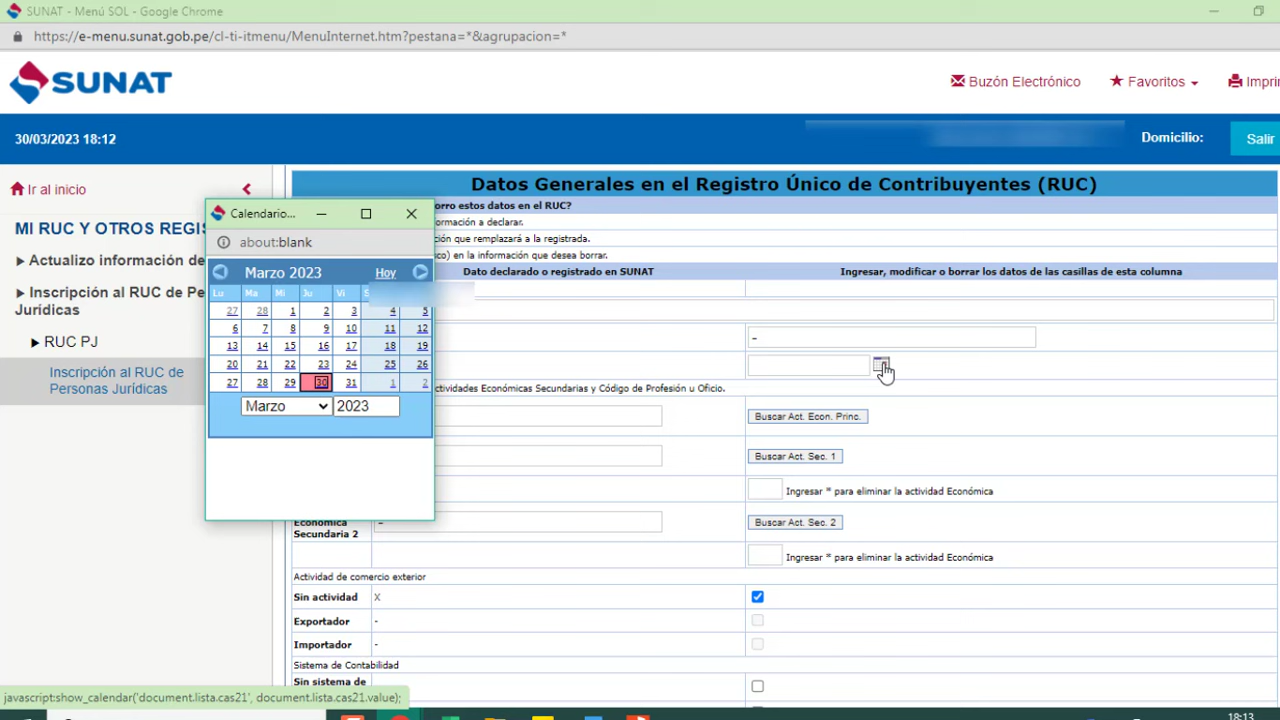 SUNAT - Menú SOL - Google Chrome
https://e-menu.sunat.gob.pe/cl-ti-itmenu/MenuInternet.htm?pestana=*&agrupacion=*
SUNAT
Buzón Electrónico
Favoritos
Imprir
30/03/2023 18:12
Domicilio:
Salir
Ir al inicio
MI RUC Y OTROS REGIS
Actualizo información de
Inscripción al RUC de Pe
Jurídicas
RUC PJ
Inscripción al RUC de
Personas Jurídicas
Calendario...
about:blank
Marzo 2023
Hoy
Lu Ma Mi Ju Vi S
27 28 1 2 3 4 5
6 7 8 9 10 11 12
13 14 15 16 17 18 19
20 21 22 23 24 25 26
27 28 29 30 31 1 2
Marzo 2023
Datos Generales en el Registro Único de Contribuyentes (RUC)
orro estos datos en el RUC?
ormación a declarar.
ción que remplazará a la registrada.
co) en la información que desea borrar.
Dato declarado o registrado en SUNAT
Ingresar, modificar o borrar los datos de las casillas de esta columna
-
ctividades Económicas Secundarias y Código de Profesión u Oficio.
Buscar Act. Econ. Princ.
Buscar Act. Sec. 1
Ingresar * para eliminar la actividad Económica
Económica
Secundaria 2
-
Buscar Act. Sec. 2
Ingresar * para eliminar la actividad Económica
Actividad de comercio exterior
Sin actividad X
Exportador -
Importador -
Sistema de Contabilidad
Sin sistema de
javascript:show_calendar('document.lista.cas21', document.lista.cas21.value);
18:13